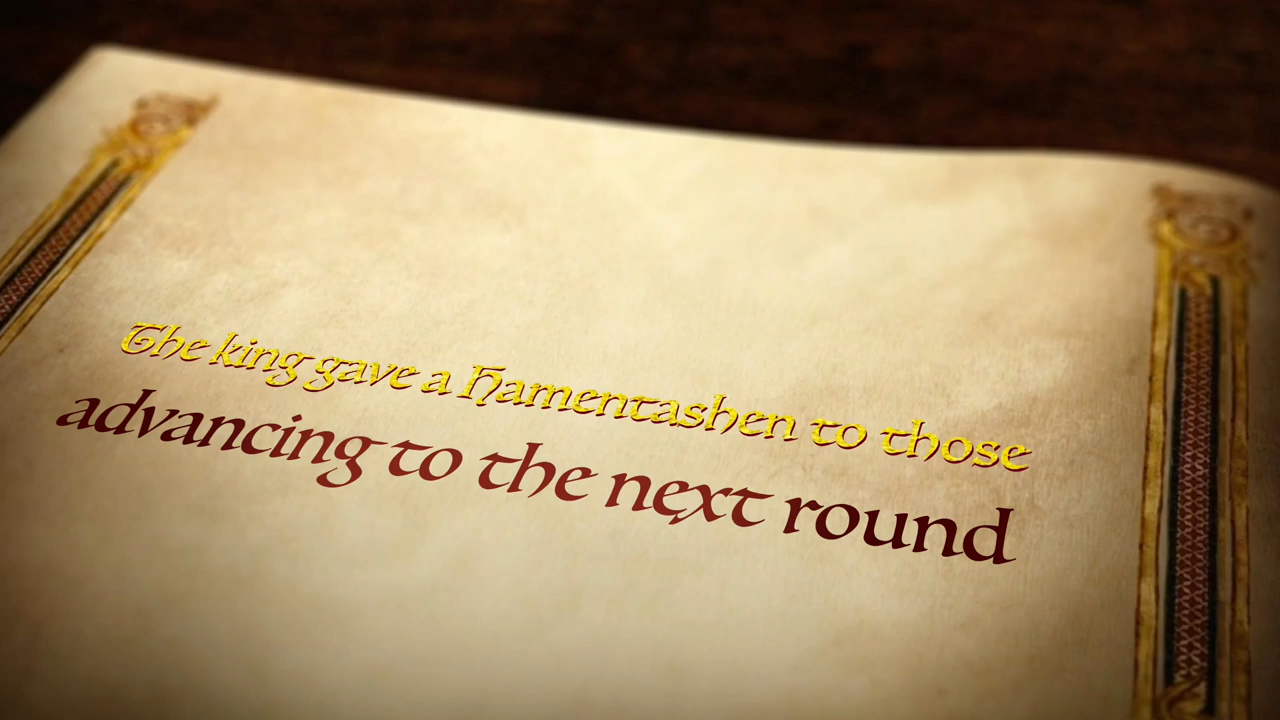 The king gave a Hamentashen to those
advancing to the next round